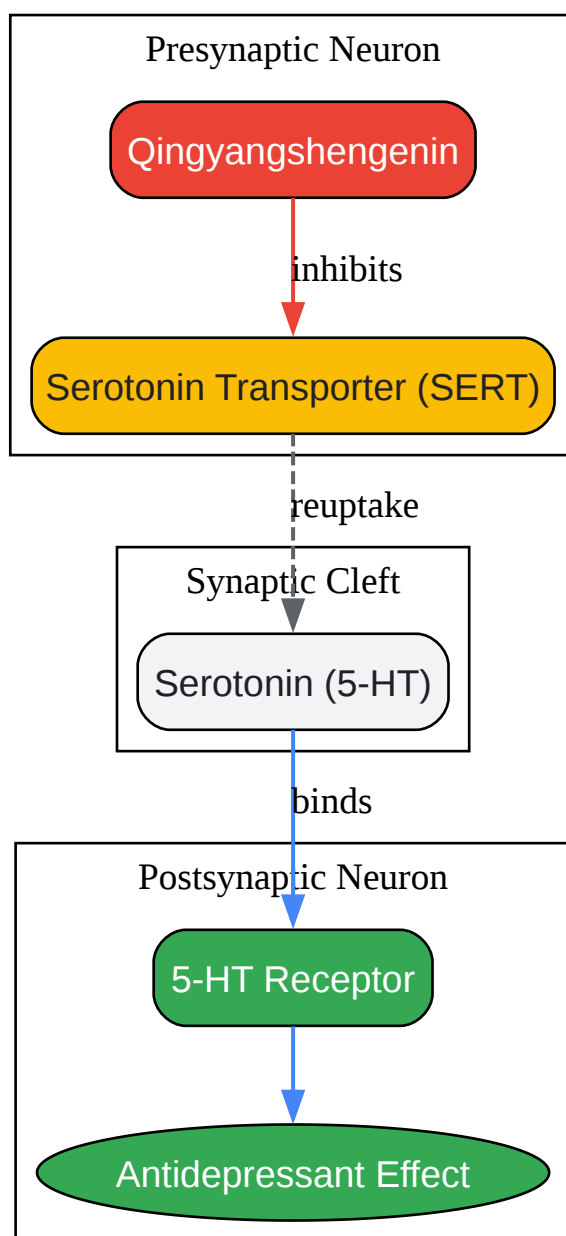 Presynaptic Neuron
Qingyangshengenin
inhibits
Serotonin Transporter (SERT)
reuptake
Synaptic Cleft
Serotonin (5-HT)
binds
Postsynaptic Neuron
5-HT Receptor
Antidepressant Effect